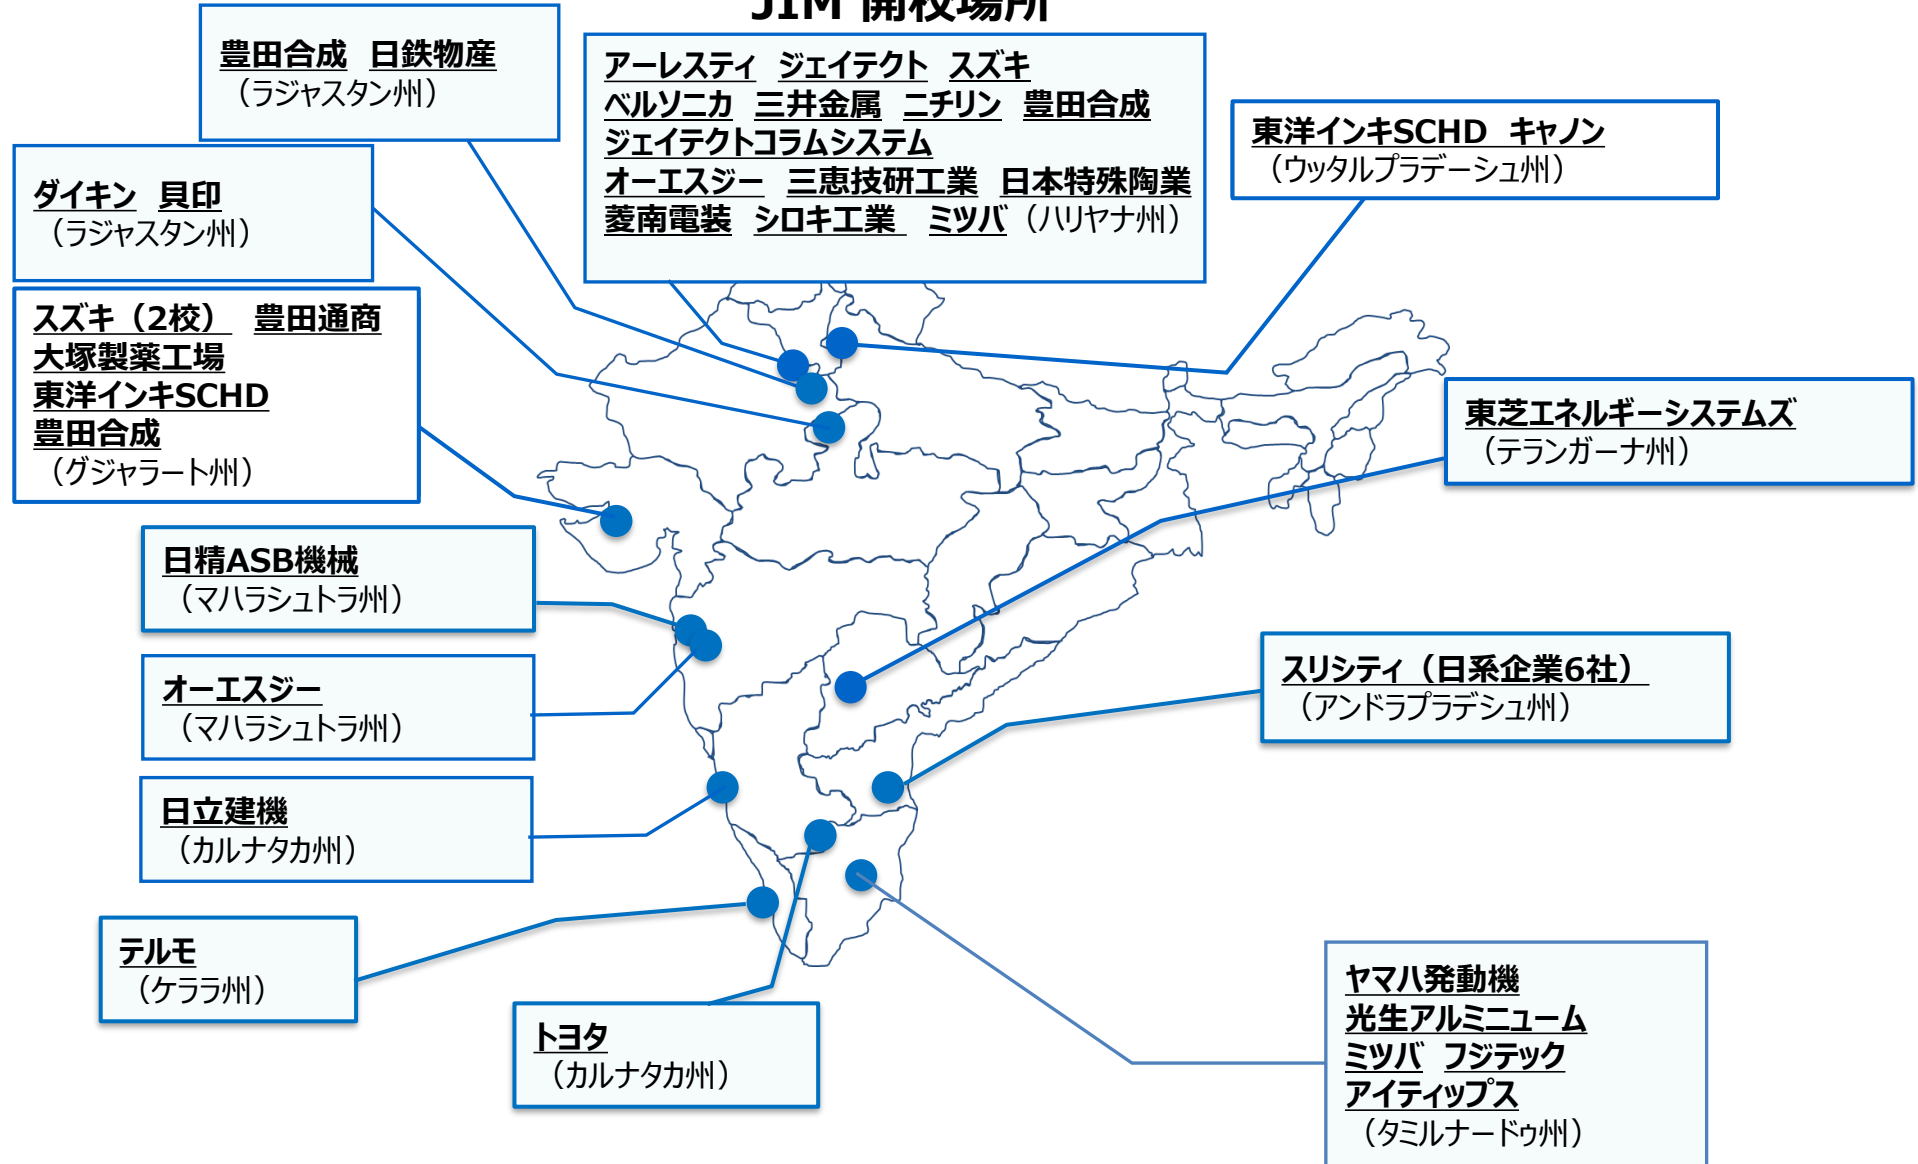 JIM 開校場所
豊田合成　日鉄物産
（ラジャスタン州）
アーレスティ　ジェイテクト　スズキ
ベルソニカ　三井金属　ニチリン　豊田合成
ジェイテクトコラムシステム
オーエスジー　三恵技研工業　日本特殊陶業
菱南電装　シロキ工業　ミツバ（ハリヤナ州）
東洋インキSCHD　キャノン
（ウッタルプラデーシュ州）
ダイキン　貝印
（ラジャスタン州）
スズキ（2校）　豊田通商
大塚製薬工場
東洋インキSCHD
豊田合成
（グジャラート州）
東芝エネルギーシステムズ
（テランガーナ州）
日精ASB機械
（マハラシュトラ州）
オーエスジー
（マハラシュトラ州）
スリシティ（日系企業6社）
（アンドラプラデシュ州）
日立建機
（カルナタカ州）
テルモ
（ケララ州）
トヨタ
（カルナタカ州）
ヤマハ発動機
光生アルミニューム
ミツバ　フジテック
アイティップス
（タミルナードゥ州）